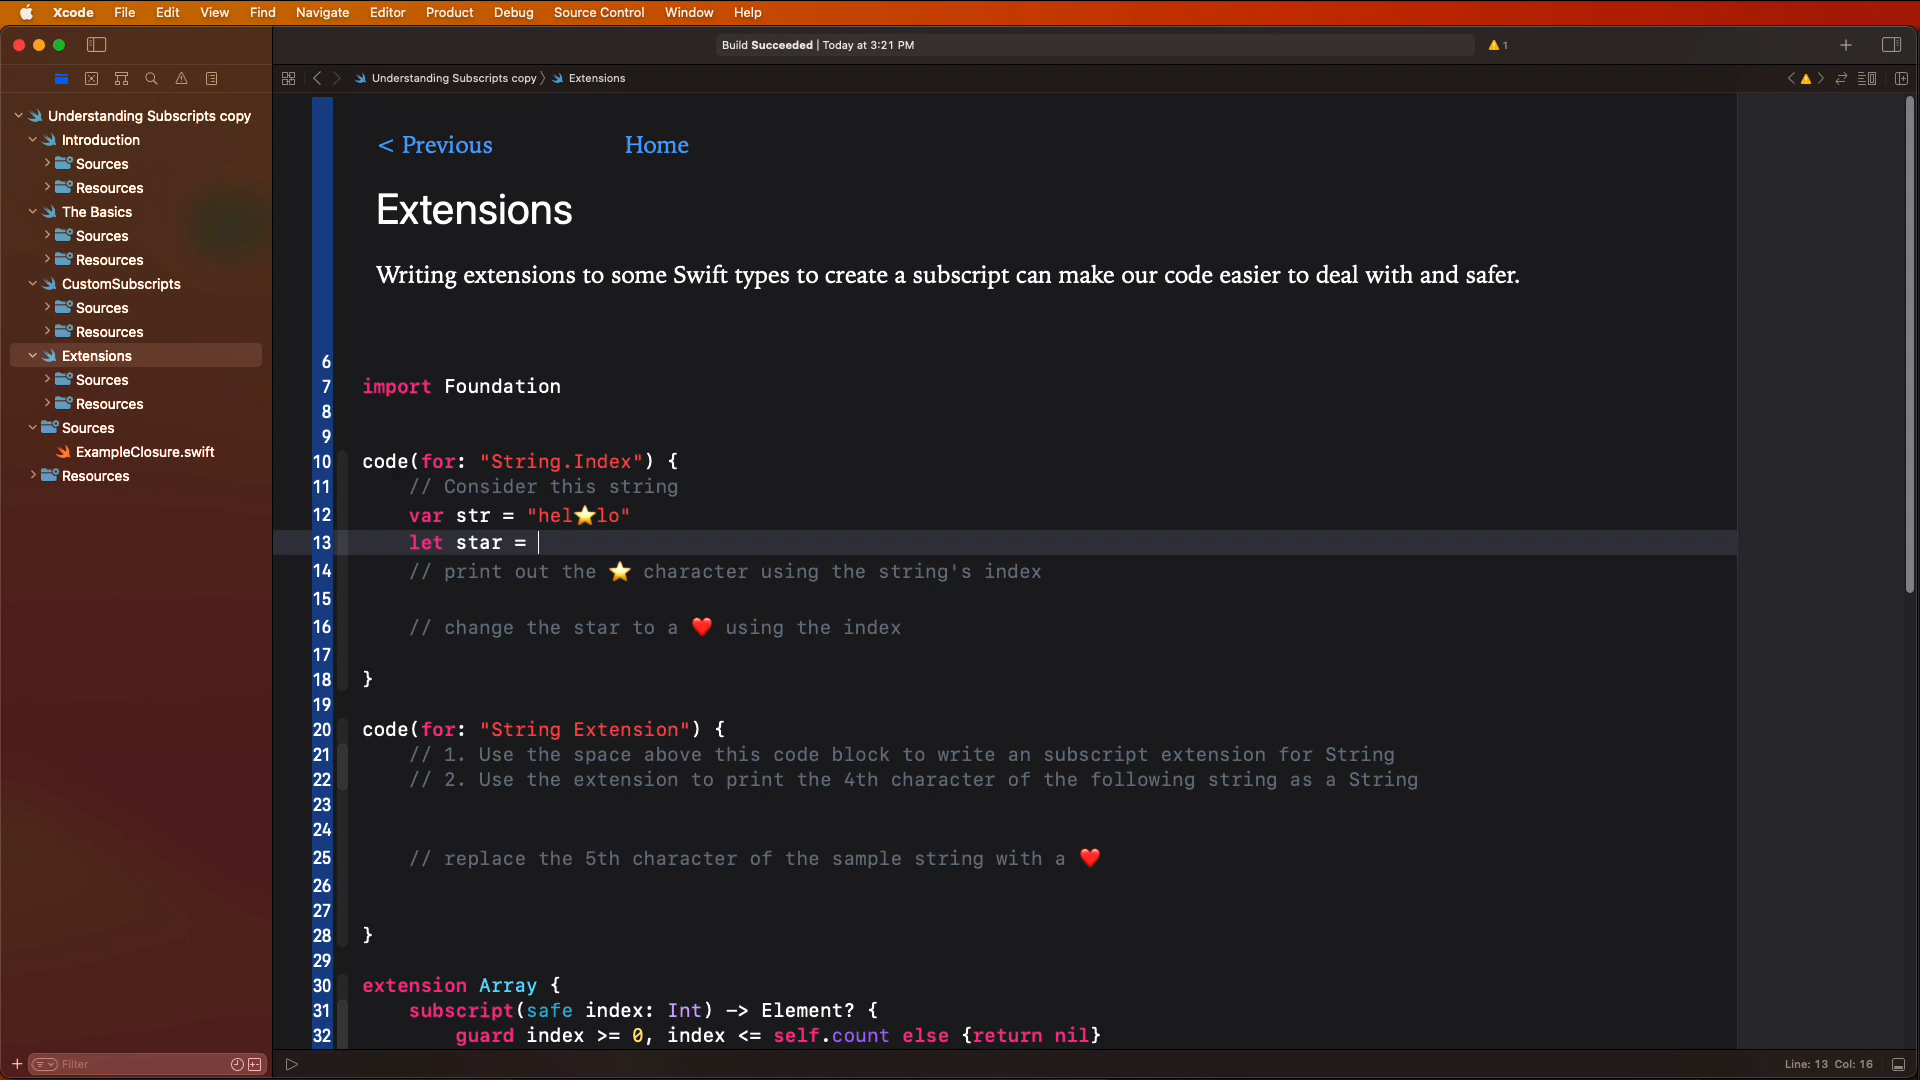 Xcode File Edit View Find Navigate Editor Product Debug Source Control Window Help
Build Succeeded | Today at 3:21 PM
1
Understanding Subscripts copy
Extensions
Understanding Subscripts copy
Introduction
Sources
Resources
The Basics
Sources
Resources
CustomSubscripts
Sources
Resources
Extensions
Sources
Resources
Sources
ExampleClosure.swift
Resources
Filter
< Previous
Home
Extensions
Writing extensions to some Swift types to create a subscript can make our code easier to deal with and safer.
6
7 import Foundation
8
9
10 code(for: "String.Index") {
11 // Consider this string
12 var str = "hel⭐lo"
13 let star =
14 // print out the ⭐ character using the string's index
15
16 // change the star to a ❤️ using the index
17
18 }
19
20 code(for: "String Extension") {
21 // 1. Use the space above this code block to write an subscript extension for String
22 // 2. Use the extension to print the 4th character of the following string as a String
23
24
25 // replace the 5th character of the sample string with a ❤️
26
27
28 }
29
30 extension Array {
31 subscript(safe index: Int) -> Element? {
32 guard index >= 0, index <= self.count else {return nil}
Line: 13 Col: 16